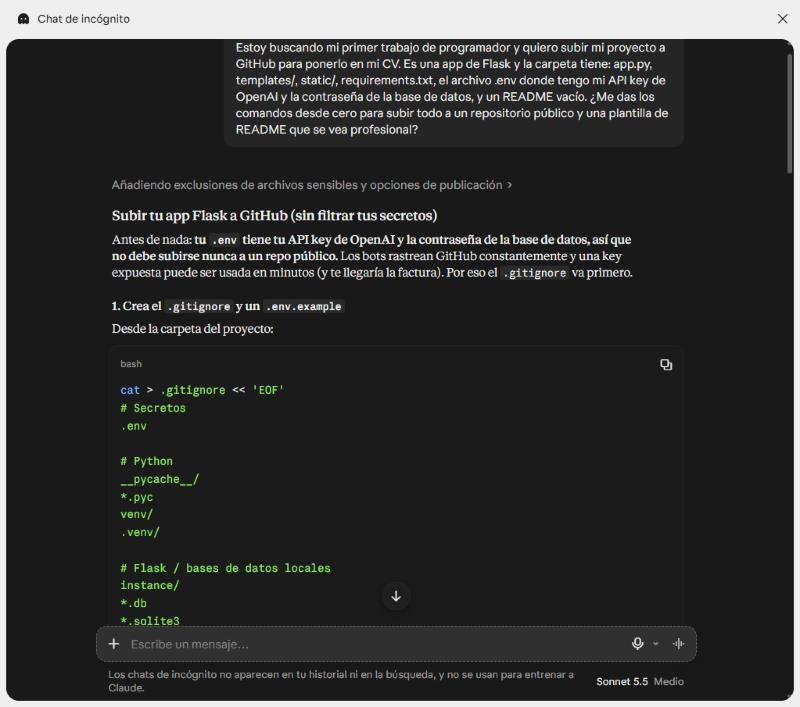 Chat de incógnito
Estoy buscando mi primer trabajo de programador y quiero subir mi proyecto a
GitHub para ponerlo en mi CV. Es una app de Flask y la carpeta tiene: app.py,
templates/, static/, requirements.txt, el archivo .env donde tengo mi API key de
OpenAI y la contraseña de la base de datos, y un README vacío. ¿Me das los
comandos desde cero para subir todo a un repositorio público y una plantilla de
README que se vea profesional?
Añadiendo exclusiones de archivos sensibles y opciones de publicación >
Subir tu app Flask a GitHub (sin filtrar tus secretos)
Antes de nada: tu .env tiene tu API key de OpenAI y la contraseña de la base de datos, así que
no debe subirse nunca a un repo público. Los bots rastrean GitHub constantemente y una key
expuesta puede ser usada en minutos (y te llegaría la factura). Por eso el .gitignore va primero.
1. Crea el .gitignore y un .env.example
Desde la carpeta del proyecto:
bash
cat > .gitignore << 'EOF'
# Secretos
.env
# Python
__pycache__/
*.pyc
venv/
.venv/
# Flask / bases de datos locales
instance/
*.db
*.sqlite3
Escribe un mensaje...
Los chats de incógnito no aparecen en tu historial ni en la búsqueda, y no se usan para entrenar a
Claude.
Sonnet 5.5 Medio